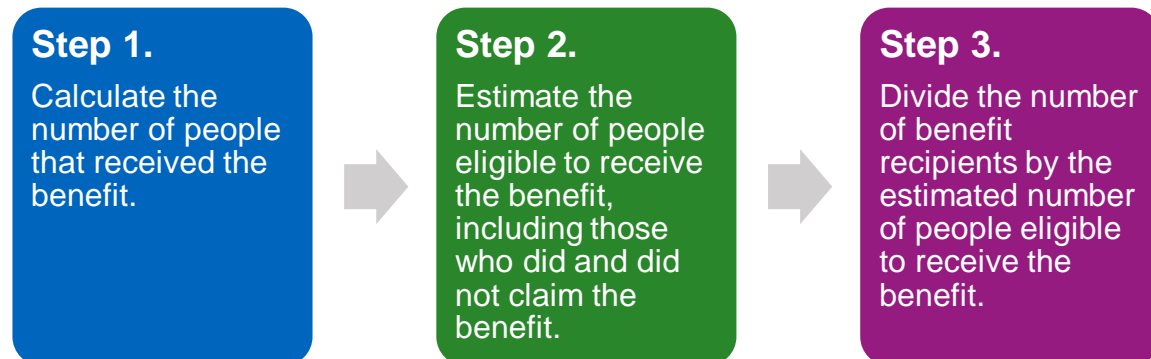 Step 1.
Calculate the
number of people
that received the
benefit.
Step 2.
Estimate the
number of people
eligible to receive
the benefit,
including those
who did and did
not claim the
benefit.
Step 3.
Divide the number
of benefit
recipients by the
estimated number
of people eligible
to receive the
benefit.